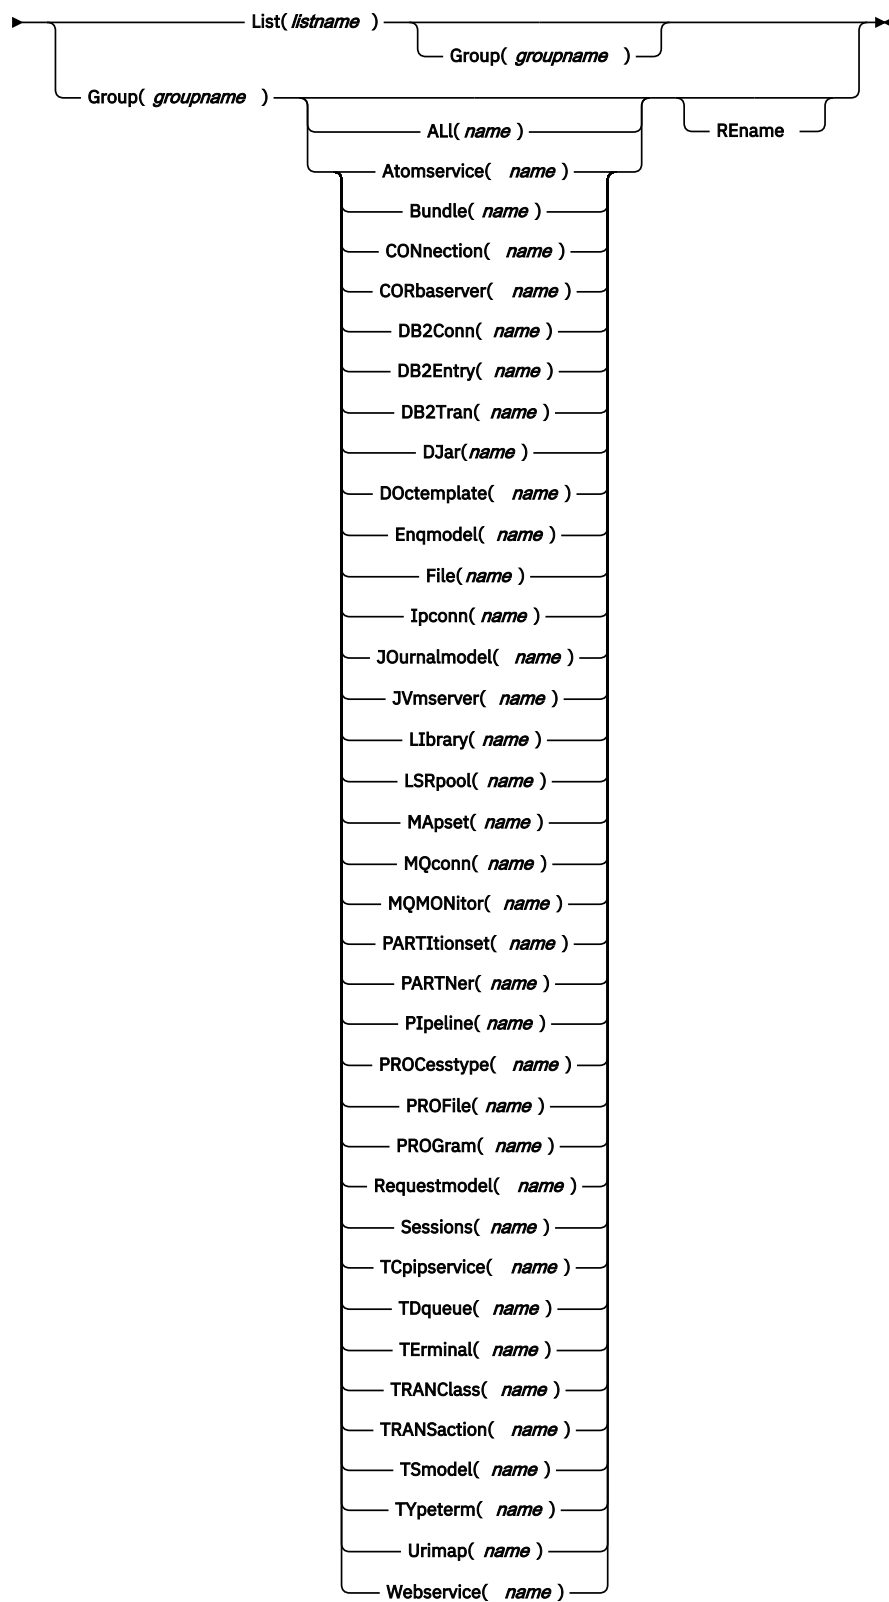 List( listname )
Group( groupname )
Group( groupname )
ALl( name )
REname
Atomservice( name )
Bundle( name )
CONnection( name )
CORbaserver( name )
DB2Conn( name )
DB2Entry( name )
DB2Tran( name )
DJar(name )
DOctemplate( name )
Enqmodel( name )
File( name )
Ipconn( name )
JOurnalmodel( name )
JVmserver( name )
LIbrary( name )
LSRpool( name )
MApset( name )
MQconn( name )
MQMONitor( name )
PARTItionset( name )
PARTNer( name )
PIpeline( name )
PROCesstype( name )
PROFile( name )
PROGram( name )
Requestmodel( name )
Sessions( name )
TCpipservice( name )
TDqueue( name )
TErminal( name )
TRANClass( name )
TRANSaction( name )
TSmodel( name )
TYpeterm( name )
Urimap( name )
Webservice( name )